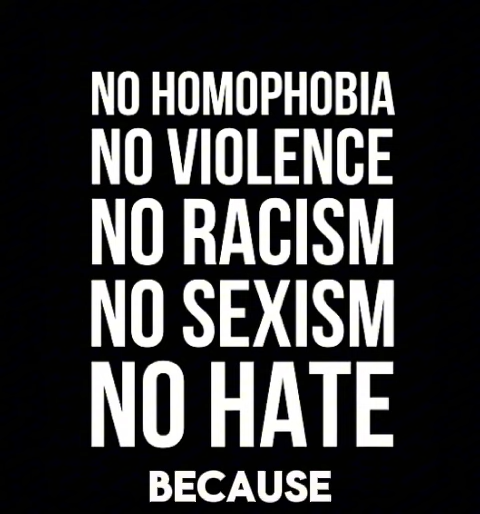 NO HOMOPHOBIA
NO VIOLENCE
NO RACISM
NO SEXISM
NO HATE
BECAUSE